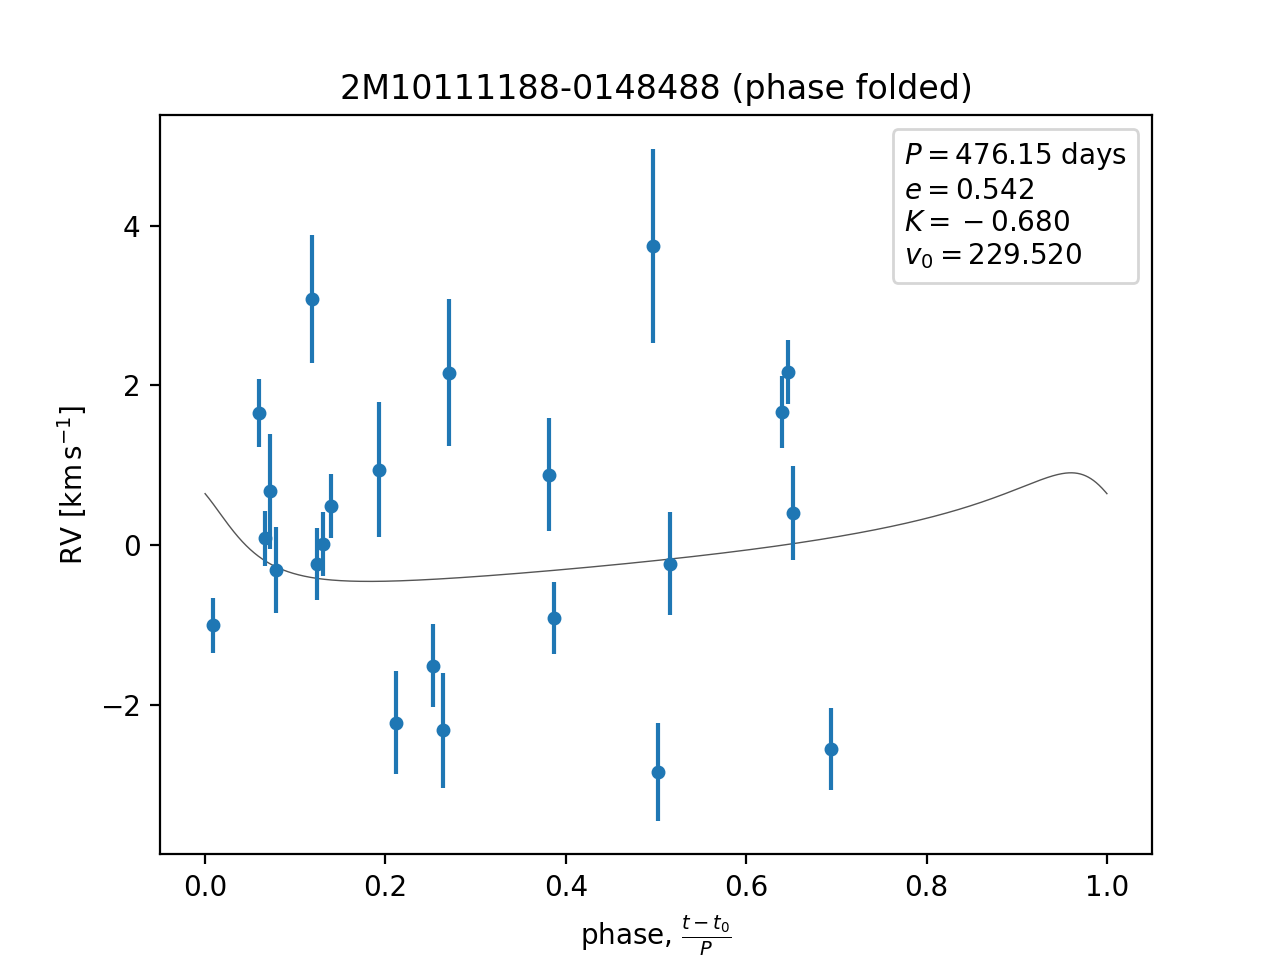 2M10111188-0148488 (phase folded)
P = 476.15 days
e = 0.542
K = −0.680
v₀ = 229.520
4
2
0
−2
RV [km s⁻¹]
0.0 0.2 0.4 0.6 0.8 1.0
phase, (t − t₀)/P